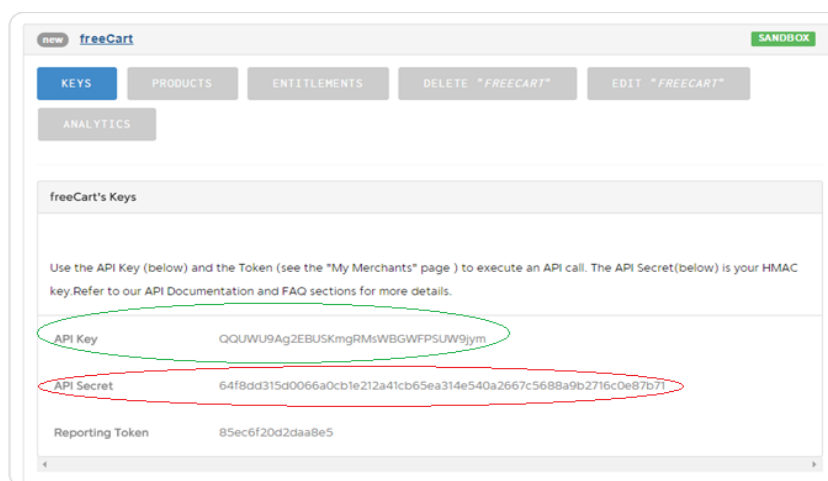 new freeCart SANDBOX
KEYS PRODUCTS ENTITLEMENTS DELETE "FREECART" EDIT "FREECART"
ANALYTICS
freeCart's Keys
Use the API Key (below) and the Token (see the "My Merchants" page ) to execute an API call. The API Secret(below) is your HMAC
key.Refer to our API Documentation and FAQ sections for more details.
API Key QQUWU9Ag2EBUSKmgRMsWBGWFPSUW9jym
API Secret 64f8dd315d0066a0cb1e212a41cb65ea314e540a2667c5688a9b2716c0e87b71
Reporting Token 85ec6f20d2daa8e5